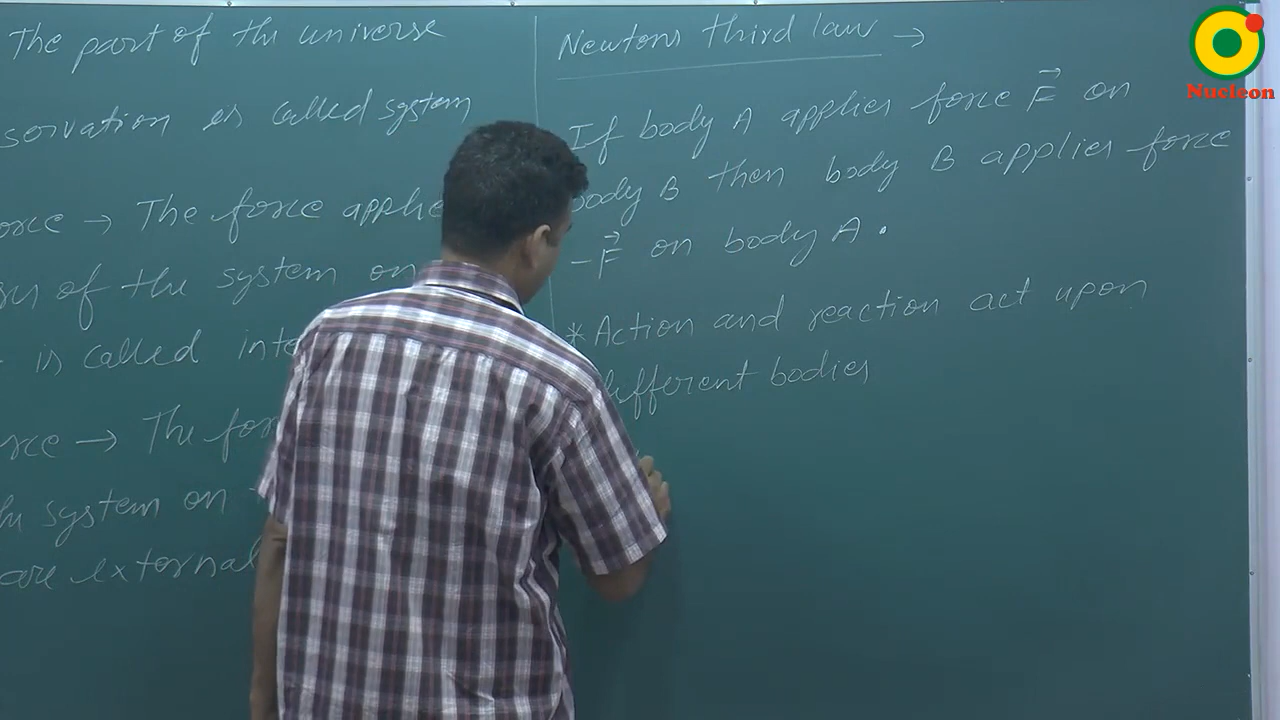 The part of the universe
servation is called system
orce → The force applie
of the system on
is called inte
rce → The for
system on
are external
Newtons third law →
If body A applies force F⃗ on
body B then body B applies force
-F⃗ on body A.
* Action and reaction act upon
different bodies
Nucleon